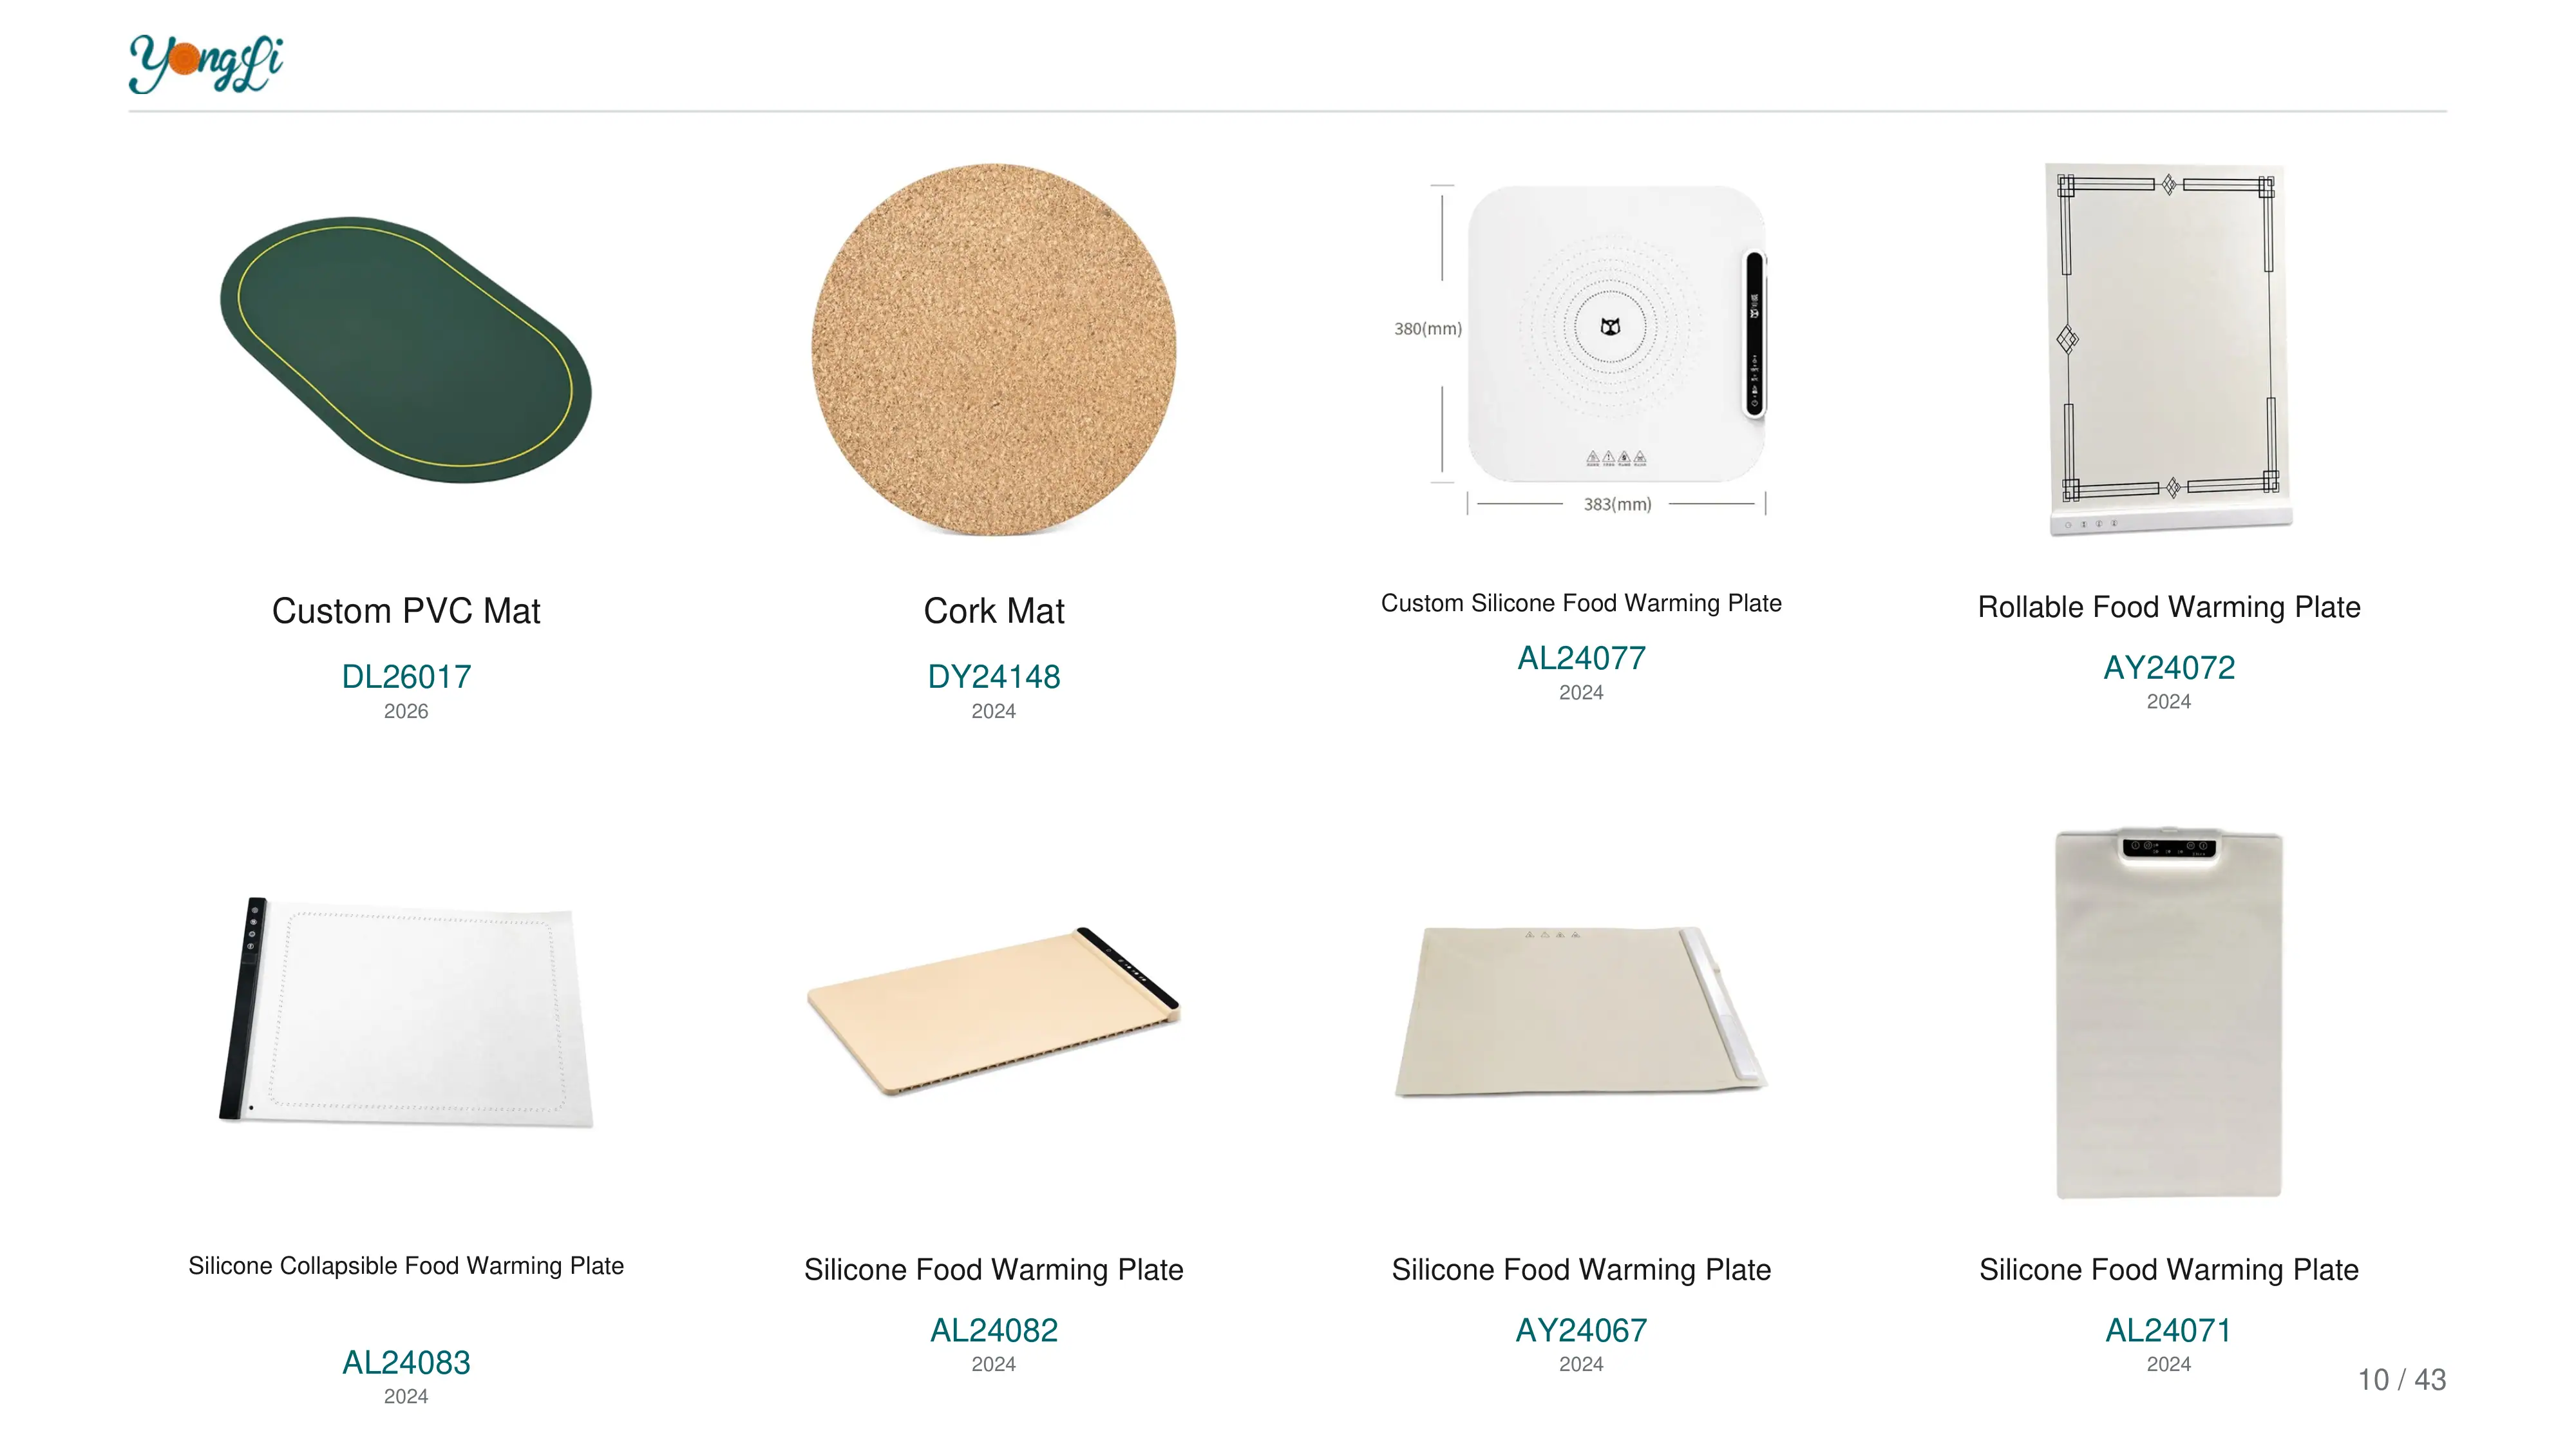 YongLi
380(mm)
383(mm)
Custom PVC Mat
DL26017
2026
Cork Mat
DY24148
2024
Custom Silicone Food Warming Plate
AL24077
2024
Rollable Food Warming Plate
AY24072
2024
Silicone Collapsible Food Warming Plate
AL24083
2024
Silicone Food Warming Plate
AL24082
2024
Silicone Food Warming Plate
AY24067
2024
Silicone Food Warming Plate
AL24071
2024
10 / 43